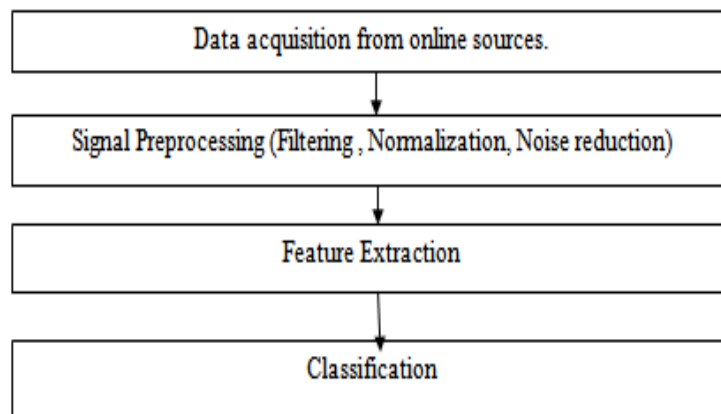 Data acquisition from online sources.
Signal Preprocessing (Filtering , Normalization, Noise reduction)
Feature Extraction
Classification